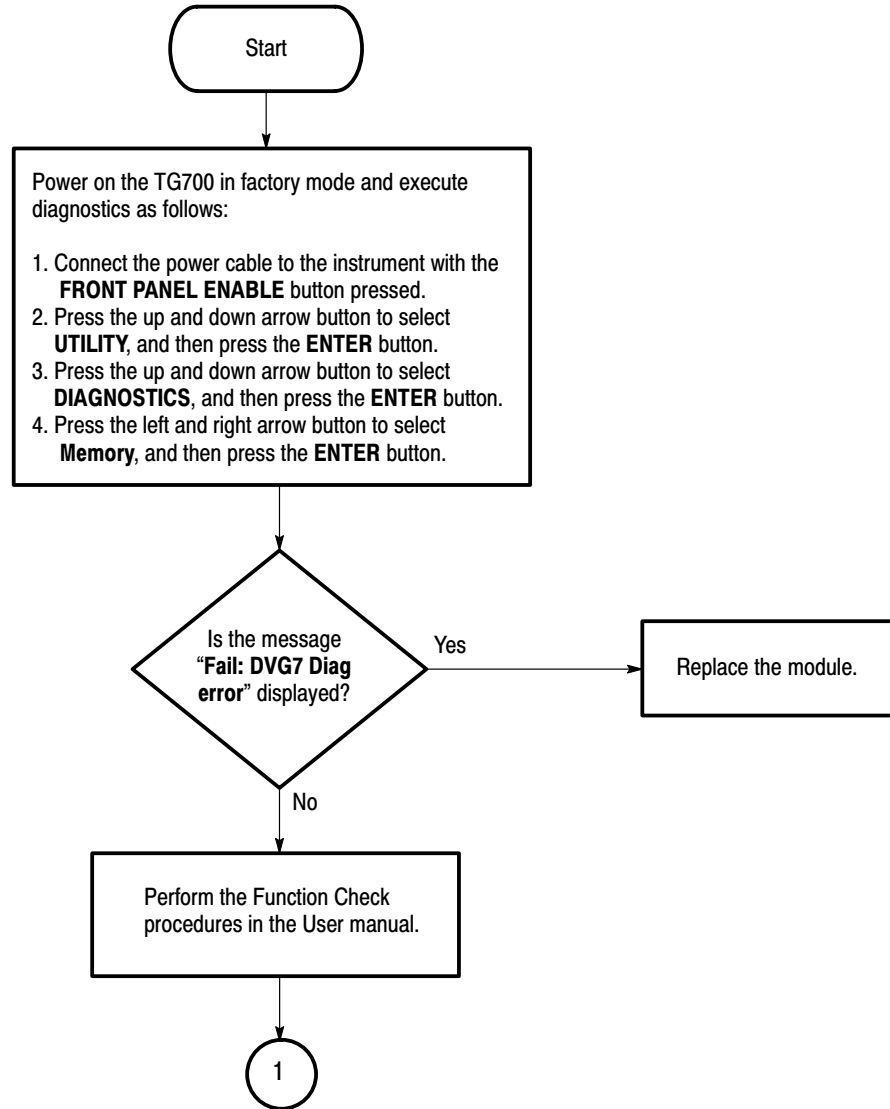 Start
Power on the TG700 in factory mode and execute
diagnostics as follows:
1. Connect the power cable to the instrument with the
FRONT PANEL ENABLE button pressed.
2. Press the up and down arrow button to select
UTILITY, and then press the ENTER button.
3. Press the up and down arrow button to select
DIAGNOSTICS, and then press the ENTER button.
4. Press the left and right arrow button to select
Memory, and then press the ENTER button.
Is the message
“Fail: DVG7 Diag
error” displayed?
Yes
Replace the module.
No
Perform the Function Check
procedures in the User manual.
1